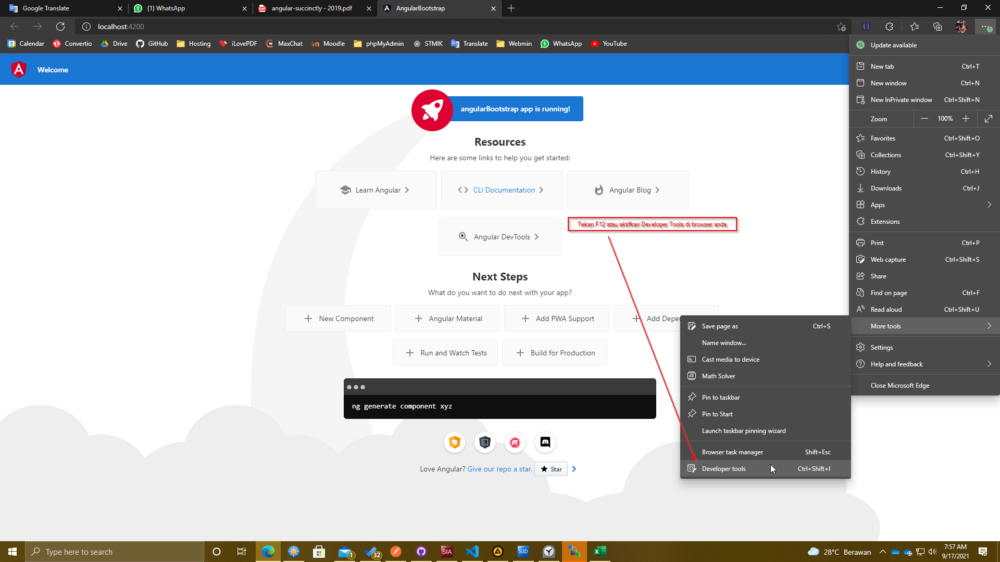 Google Translate
(1) WhatsApp
angular-succinctly - 2019.pdf
AngularBootstrap
localhost:4200
Calendar
Convertio
Drive
GitHub
Hosting
iLovePDF
MaxChat
Moodle
phpMyAdmin
STMIK
Translate
Webmin
WhatsApp
YouTube
Welcome
angularBootstrap app is running!
Resources
Here are some links to help you get started:
Learn Angular
CLI Documentation
Angular Blog
Angular DevTools
Tekan F12 atau aktifkan Developer Tools di browser anda
Next Steps
What do you want to do next with your app?
New Component
Angular Material
Add PWA Support
Add Depe
Run and Watch Tests
Build for Production
ng generate component xyz
Love Angular? Give our repo a star.
Star
Update available
New tab Ctrl+T
New window Ctrl+N
New InPrivate window Ctrl+Shift+N
Zoom 100%
Favorites Ctrl+Shift+O
Collections Ctrl+Shift+Y
History Ctrl+H
Downloads Ctrl+J
Apps
Extensions
Print Ctrl+P
Web capture Ctrl+Shift+S
Share
Find on page Ctrl+F
Read aloud Ctrl+Shift+U
More tools
Settings
Help and feedback
Close Microsoft Edge
Save page as Ctrl+S
Name window...
Cast media to device
Math Solver
Pin to taskbar
Pin to Start
Launch taskbar pinning wizard
Browser task manager Shift+Esc
Developer tools Ctrl+Shift+I
Type here to search
1
32
SIA
SID
28°C Berawan
7:57 AM
9/17/2021